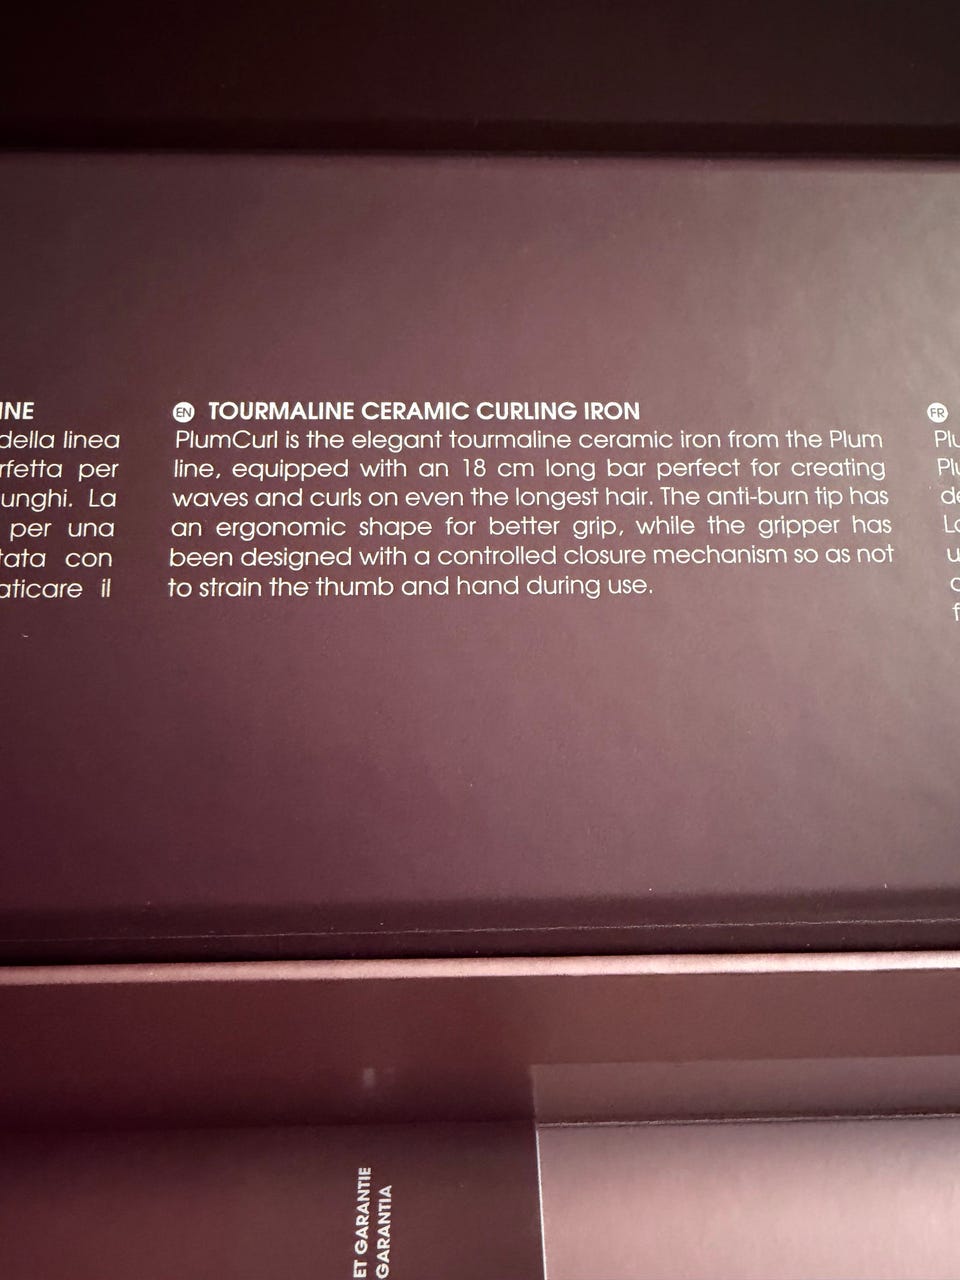 INE
della linea
rfetta per
unghi. La
per una
tata con
aticare il
EN TOURMALINE CERAMIC CURLING IRON
PlumCurl is the elegant tourmaline ceramic iron from the Plum
line, equipped with an 18 cm long bar perfect for creating
waves and curls on even the longest hair. The anti-burn tip has
an ergonomic shape for better grip, while the gripper has
been designed with a controlled closure mechanism so as not
to strain the thumb and hand during use.
FR
Plu
Plu
de
La
u
f
ET GARANTIE
GARANTIA